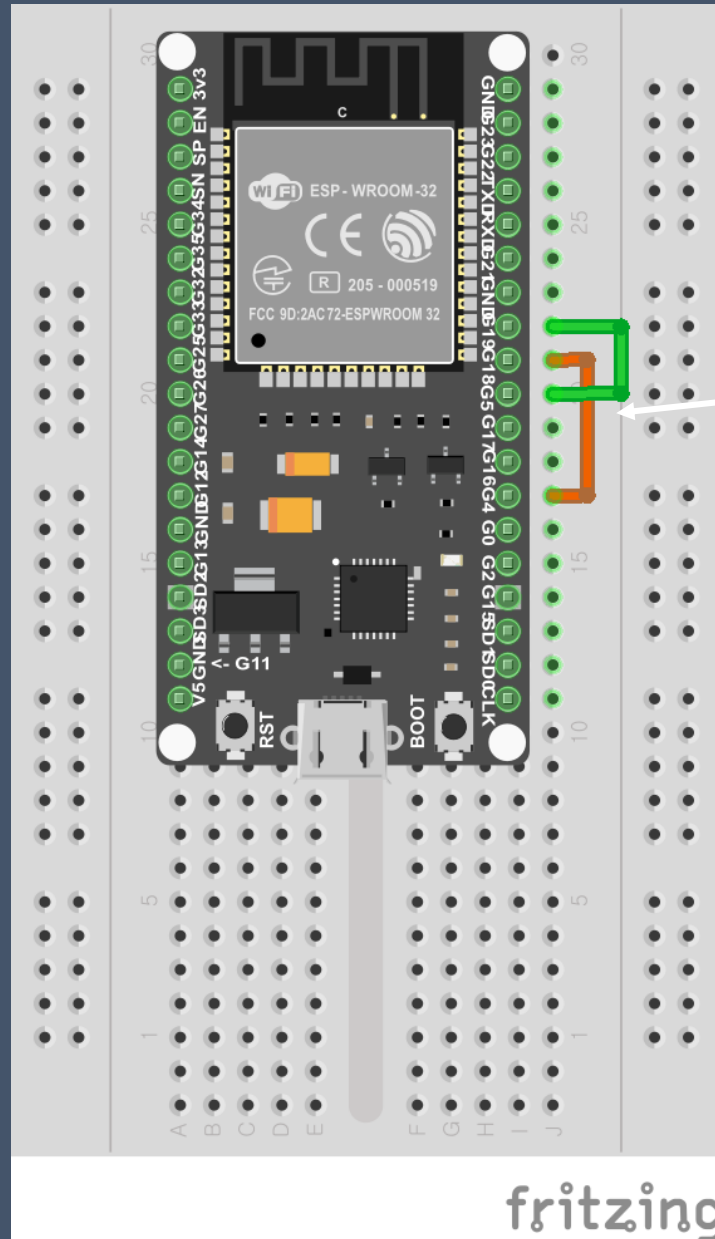 30
30
3v3 EN SP SN G34 G35 G32 G33 G25 G26 G27 G14 G12 GND G13 SD2 SD3 GND V5
C
WiFi ESP-WROOM-32
CE
R 205-000519
FCC 9D:2AC72-ESPWROOM 32
GND G23 G22 TXD RXD G21 GND G19 G18 G5 G17 G16 G4 G0 G2 G15 SD1 SD0 CLK
25
25
20
15
15
<- G11
RST
BOOT
10
10
5
5
1
1
A B C D E F G H I J
fritzing